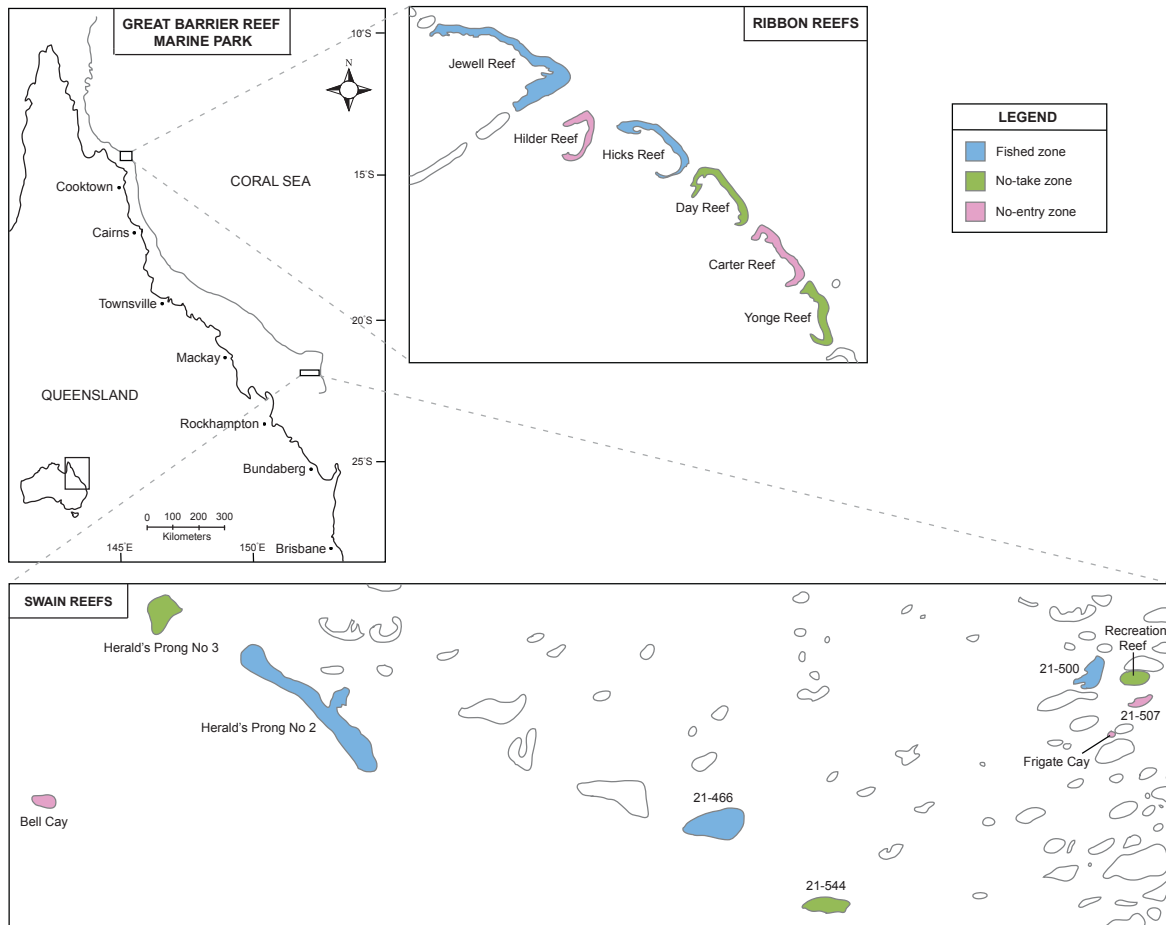 GREAT BARRIER REEF
MARINE PARK
N
CORAL SEA
Cooktown
Cairns
Townsville
Mackay
QUEENSLAND
Rockhampton
Bundaberg
Brisbane
0 100 200 300
Kilometers
145°E
150°E
10°S
15°S
20°S
25°S
RIBBON REEFS
Jewell Reef
Hilder Reef
Hicks Reef
Day Reef
Carter Reef
Yonge Reef
LEGEND
Fished zone
No-take zone
No-entry zone
SWAIN REEFS
Herald's Prong No 3
Herald's Prong No 2
Bell Cay
21-466
21-544
Recreation
Reef
21-500
21-507
Frigate Cay